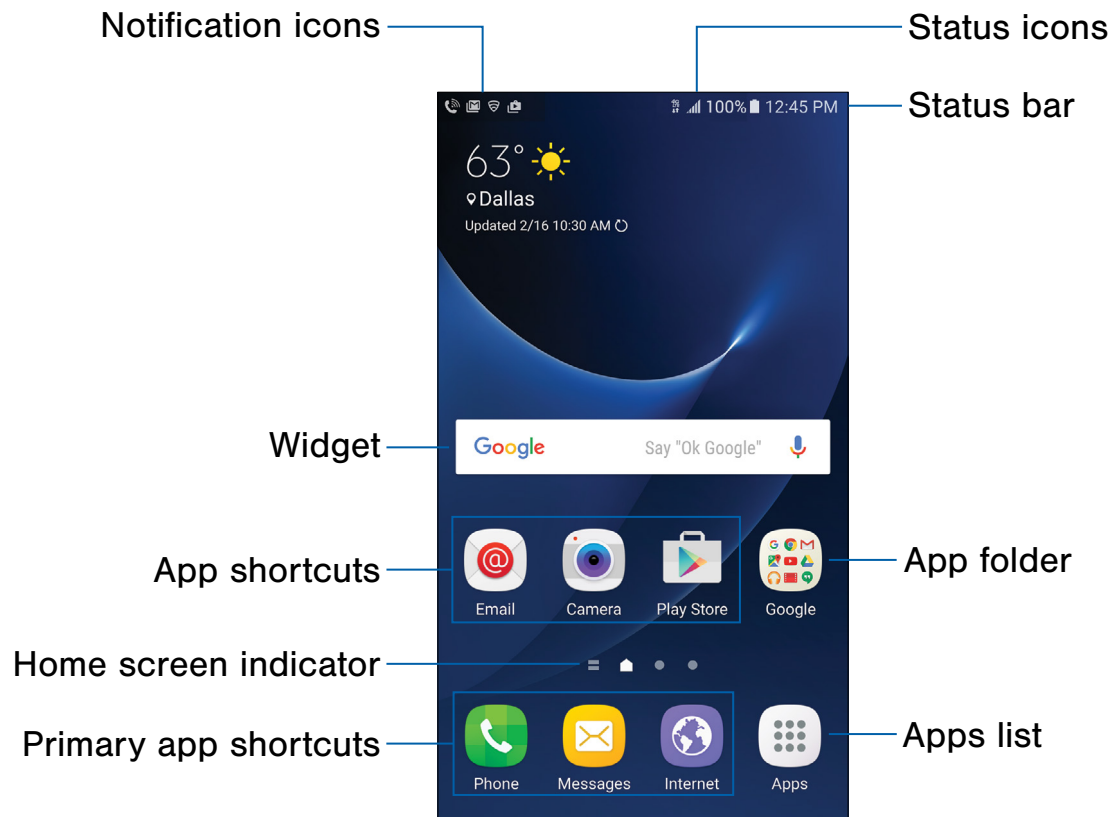 Notification icons
Status icons
100% 12:45 PM
Status bar
63°
Dallas
Updated 2/16 10:30 AM
Widget
Google Say "Ok Google"
App shortcuts
App folder
Email Camera Play Store Google
Home screen indicator
Primary app shortcuts
Apps list
Phone Messages Internet Apps